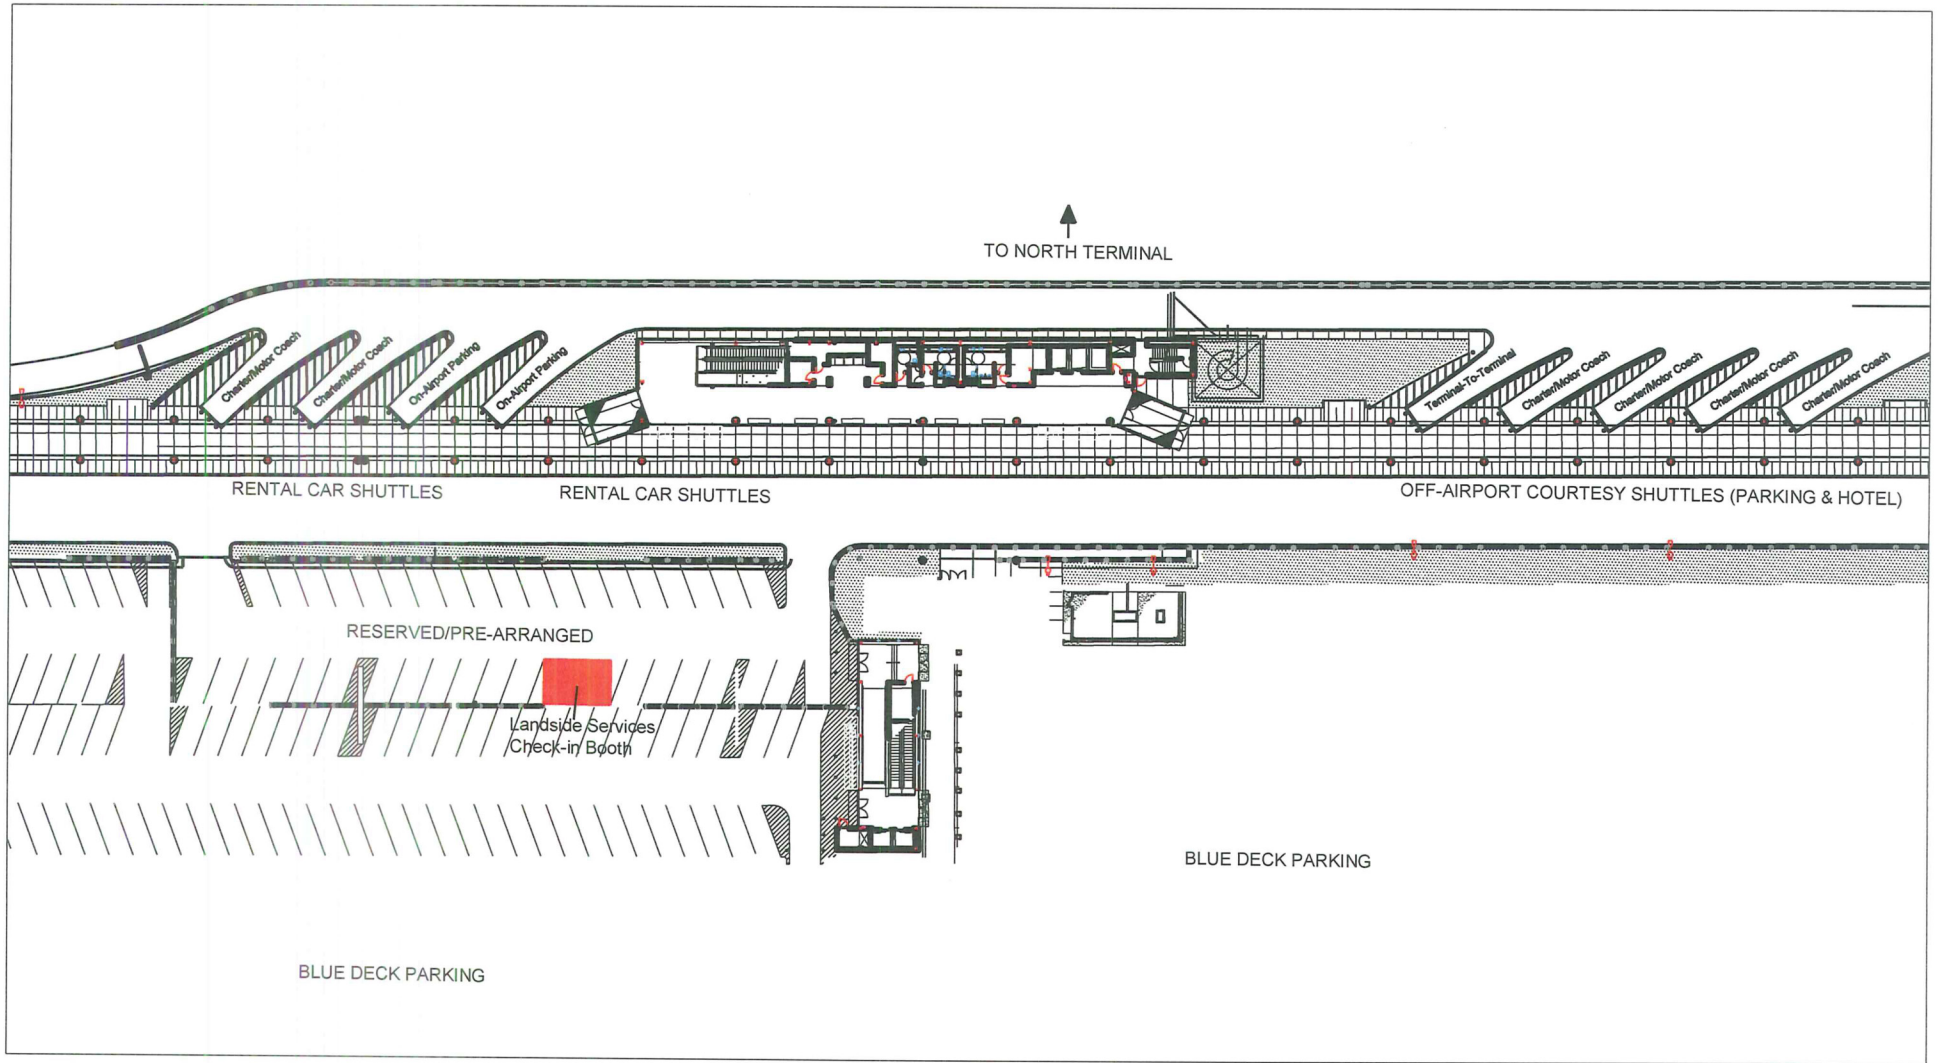 TO NORTH TERMINAL
Charter/Motor Coach
Charter/Motor Coach
On-Airport Parking
On-Airport Parking
Terminal-To-Terminal
Charter/Motor Coach
Charter/Motor Coach
Charter/Motor Coach
Charter/Motor Coach
RENTAL CAR SHUTTLES
RENTAL CAR SHUTTLES
OFF-AIRPORT COURTESY SHUTTLES (PARKING & HOTEL)
RESERVED/PRE-ARRANGED
Landside Services
Check-in Booth
BLUE DECK PARKING
BLUE DECK PARKING